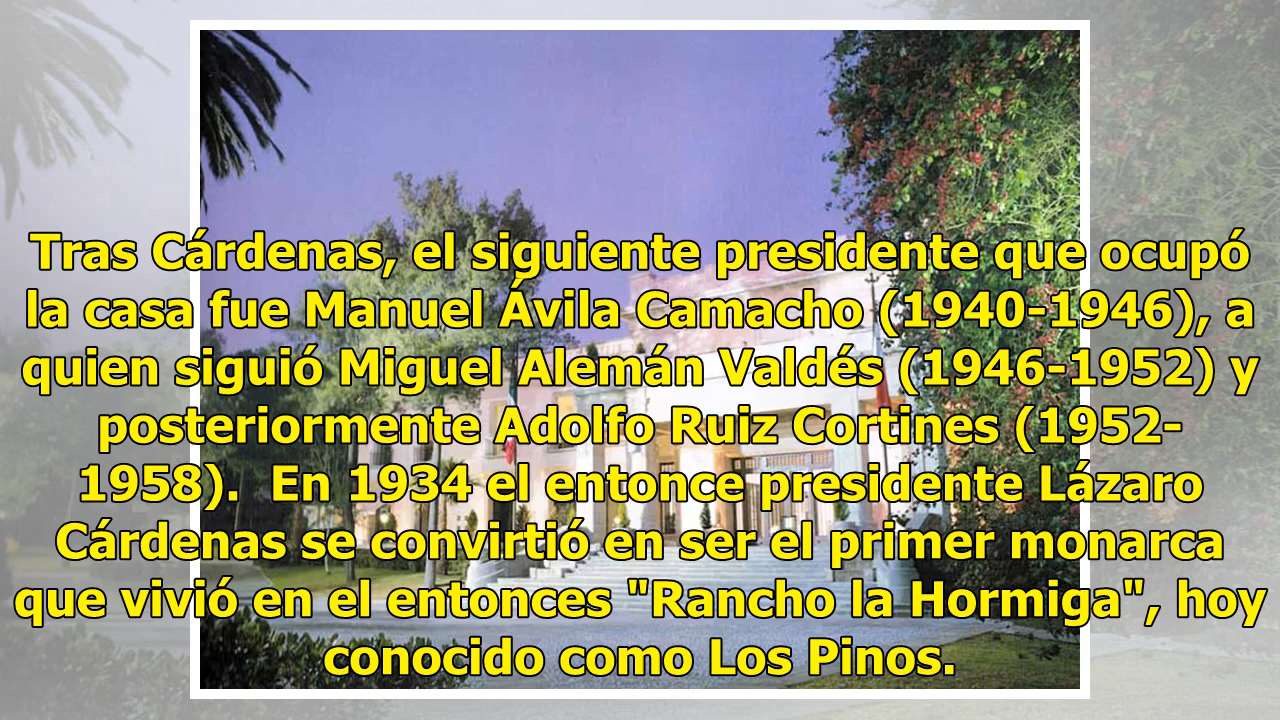 Tras Cárdenas, el siguiente presidente que ocupó
la casa fue Manuel Ávila Camacho (1940-1946), a
quien siguió Miguel Alemán Valdés (1946-1952) y
posteriormente Adolfo Ruiz Cortines (1952-
1958).  En 1934 el entonce presidente Lázaro
Cárdenas se convirtió en ser el primer monarca
que vivió en el entonces "Rancho la Hormiga", hoy
conocido como Los Pinos.